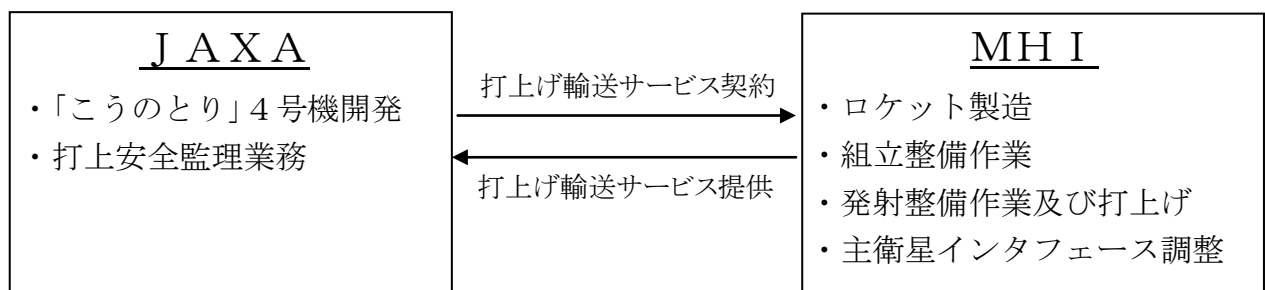 ＪＡＸＡ
・「こうのとり」４号機開発
・打上安全監理業務
打上げ輸送サービス契約
打上げ輸送サービス提供
ＭＨＩ
・ロケット製造
・組立整備作業
・発射整備作業及び打上げ
・主衛星インタフェース調整